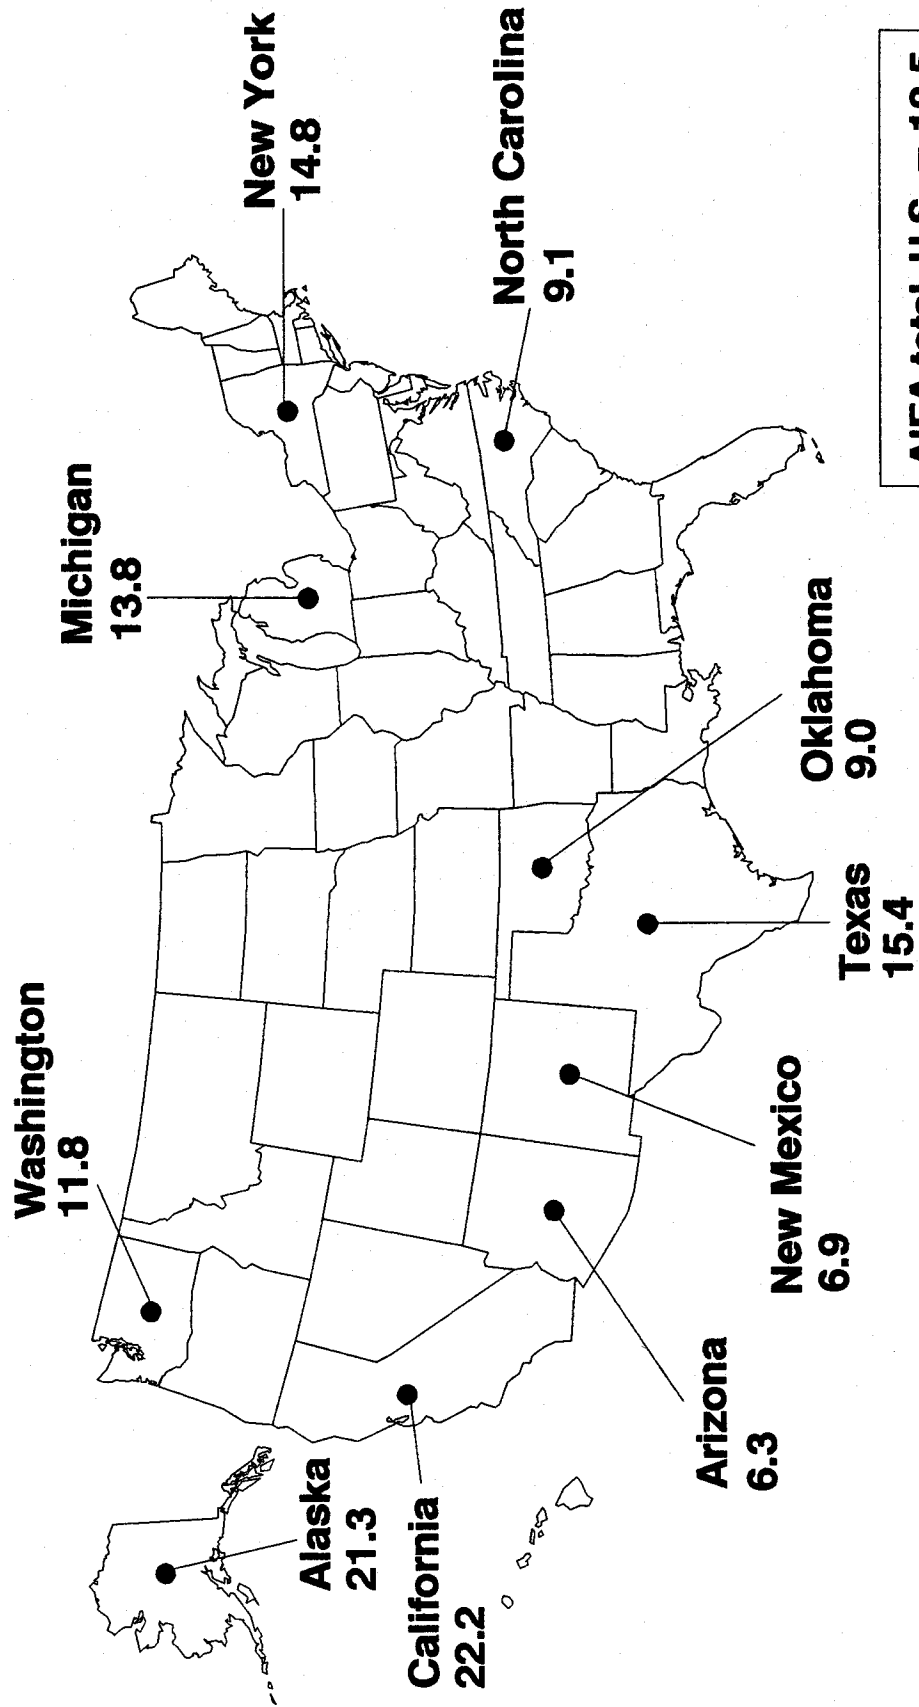 Washington
11.8
Michigan
13.8
New York
14.8
Alaska
21.3
California
22.2
North Carolina
9.1
Arizona
6.3
New Mexico
6.9
Oklahoma
9.0
Texas
15.4
total, U.S. =